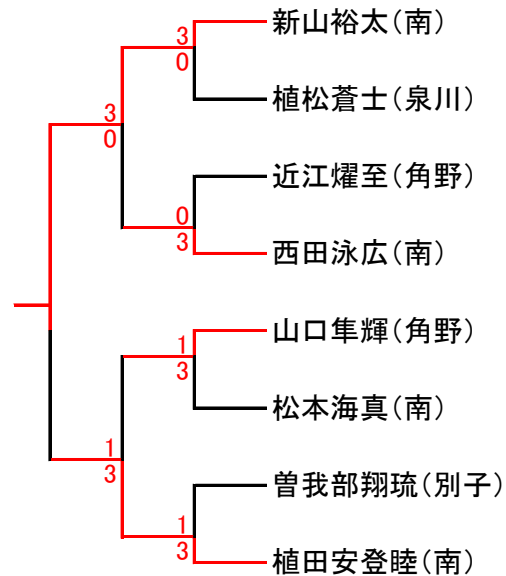 3
0
新山裕太(南)
植松蒼士(泉川)
3
0
近江燿至(角野)
0
3
西田泳広(南)
山口隼輝(角野)
1
3
松本海真(南)
1
3
曽我部翔琉(別子)
1
3
植田安登睦(南)